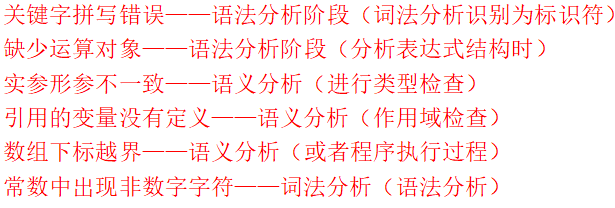 关键字拼写错误——语法分析阶段（词法分析识别为标识符）
缺少运算对象——语法分析阶段（分析表达式结构时）
实参形参不一致——语义分析（进行类型检查）
引用的变量没有定义——语义分析（作用域检查）
数组下标越界——语义分析（或者程序执行过程）
常数中出现非数字字符——词法分析（语法分析）